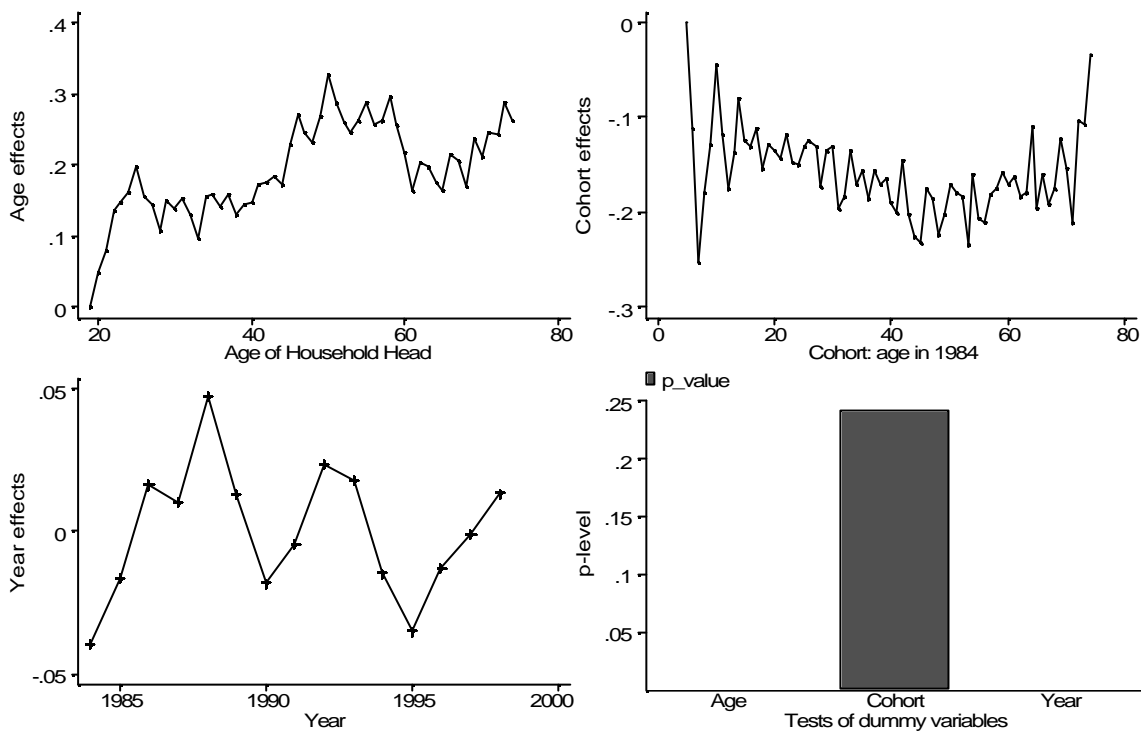 Age effects
.4
.3
.2
.1
0
20
40
60
80
Age of Household Head
Cohort effects
0
-.1
-.2
-.3
0
20
40
60
80
Cohort: age in 1984
Year effects
.05
0
-.05
1985
1990
1995
2000
Year
p_value
p-level
.25
.2
.15
.1
.05
Age
Cohort
Year
Tests of dummy variables